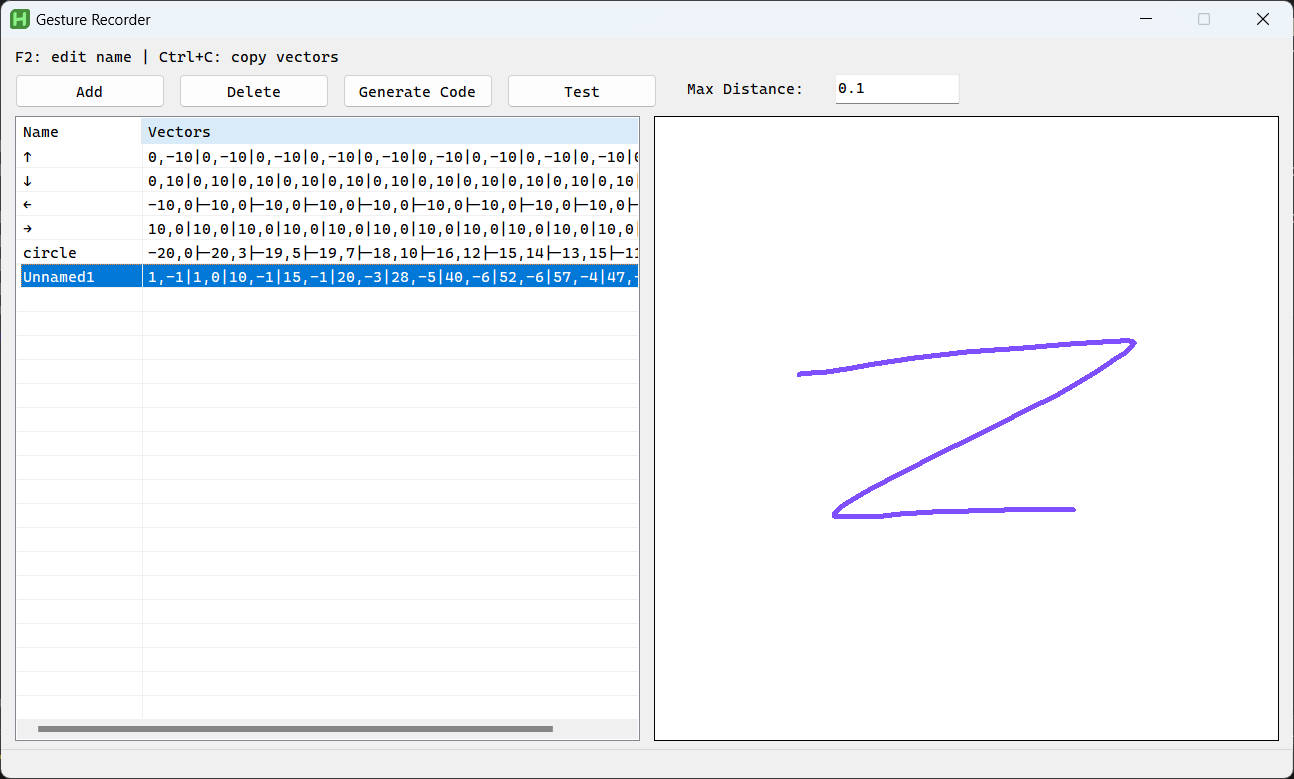 Gesture Recorder
F2: edit name | Ctrl+C: copy vectors
Add Delete Generate Code Test Max Distance: 0.1
Name Vectors
↑ 0,-10|0,-10|0,-10|0,-10|0,-10|0,-10|0,-10|0,-10|0,-10|0
↓ 0,10|0,10|0,10|0,10|0,10|0,10|0,10|0,10|0,10|0,10|0,10|
← -10,0|-10,0|-10,0|-10,0|-10,0|-10,0|-10,0|-10,0|-10,0|-
→ 10,0|10,0|10,0|10,0|10,0|10,0|10,0|10,0|10,0|10,0|10,0|
circle -20,0|-20,3|-19,5|-19,7|-18,10|-16,12|-15,14|-13,15|-11
Unnamed1 1,-1|1,0|10,-1|15,-1|20,-3|28,-5|40,-6|52,-6|57,-4|47,-